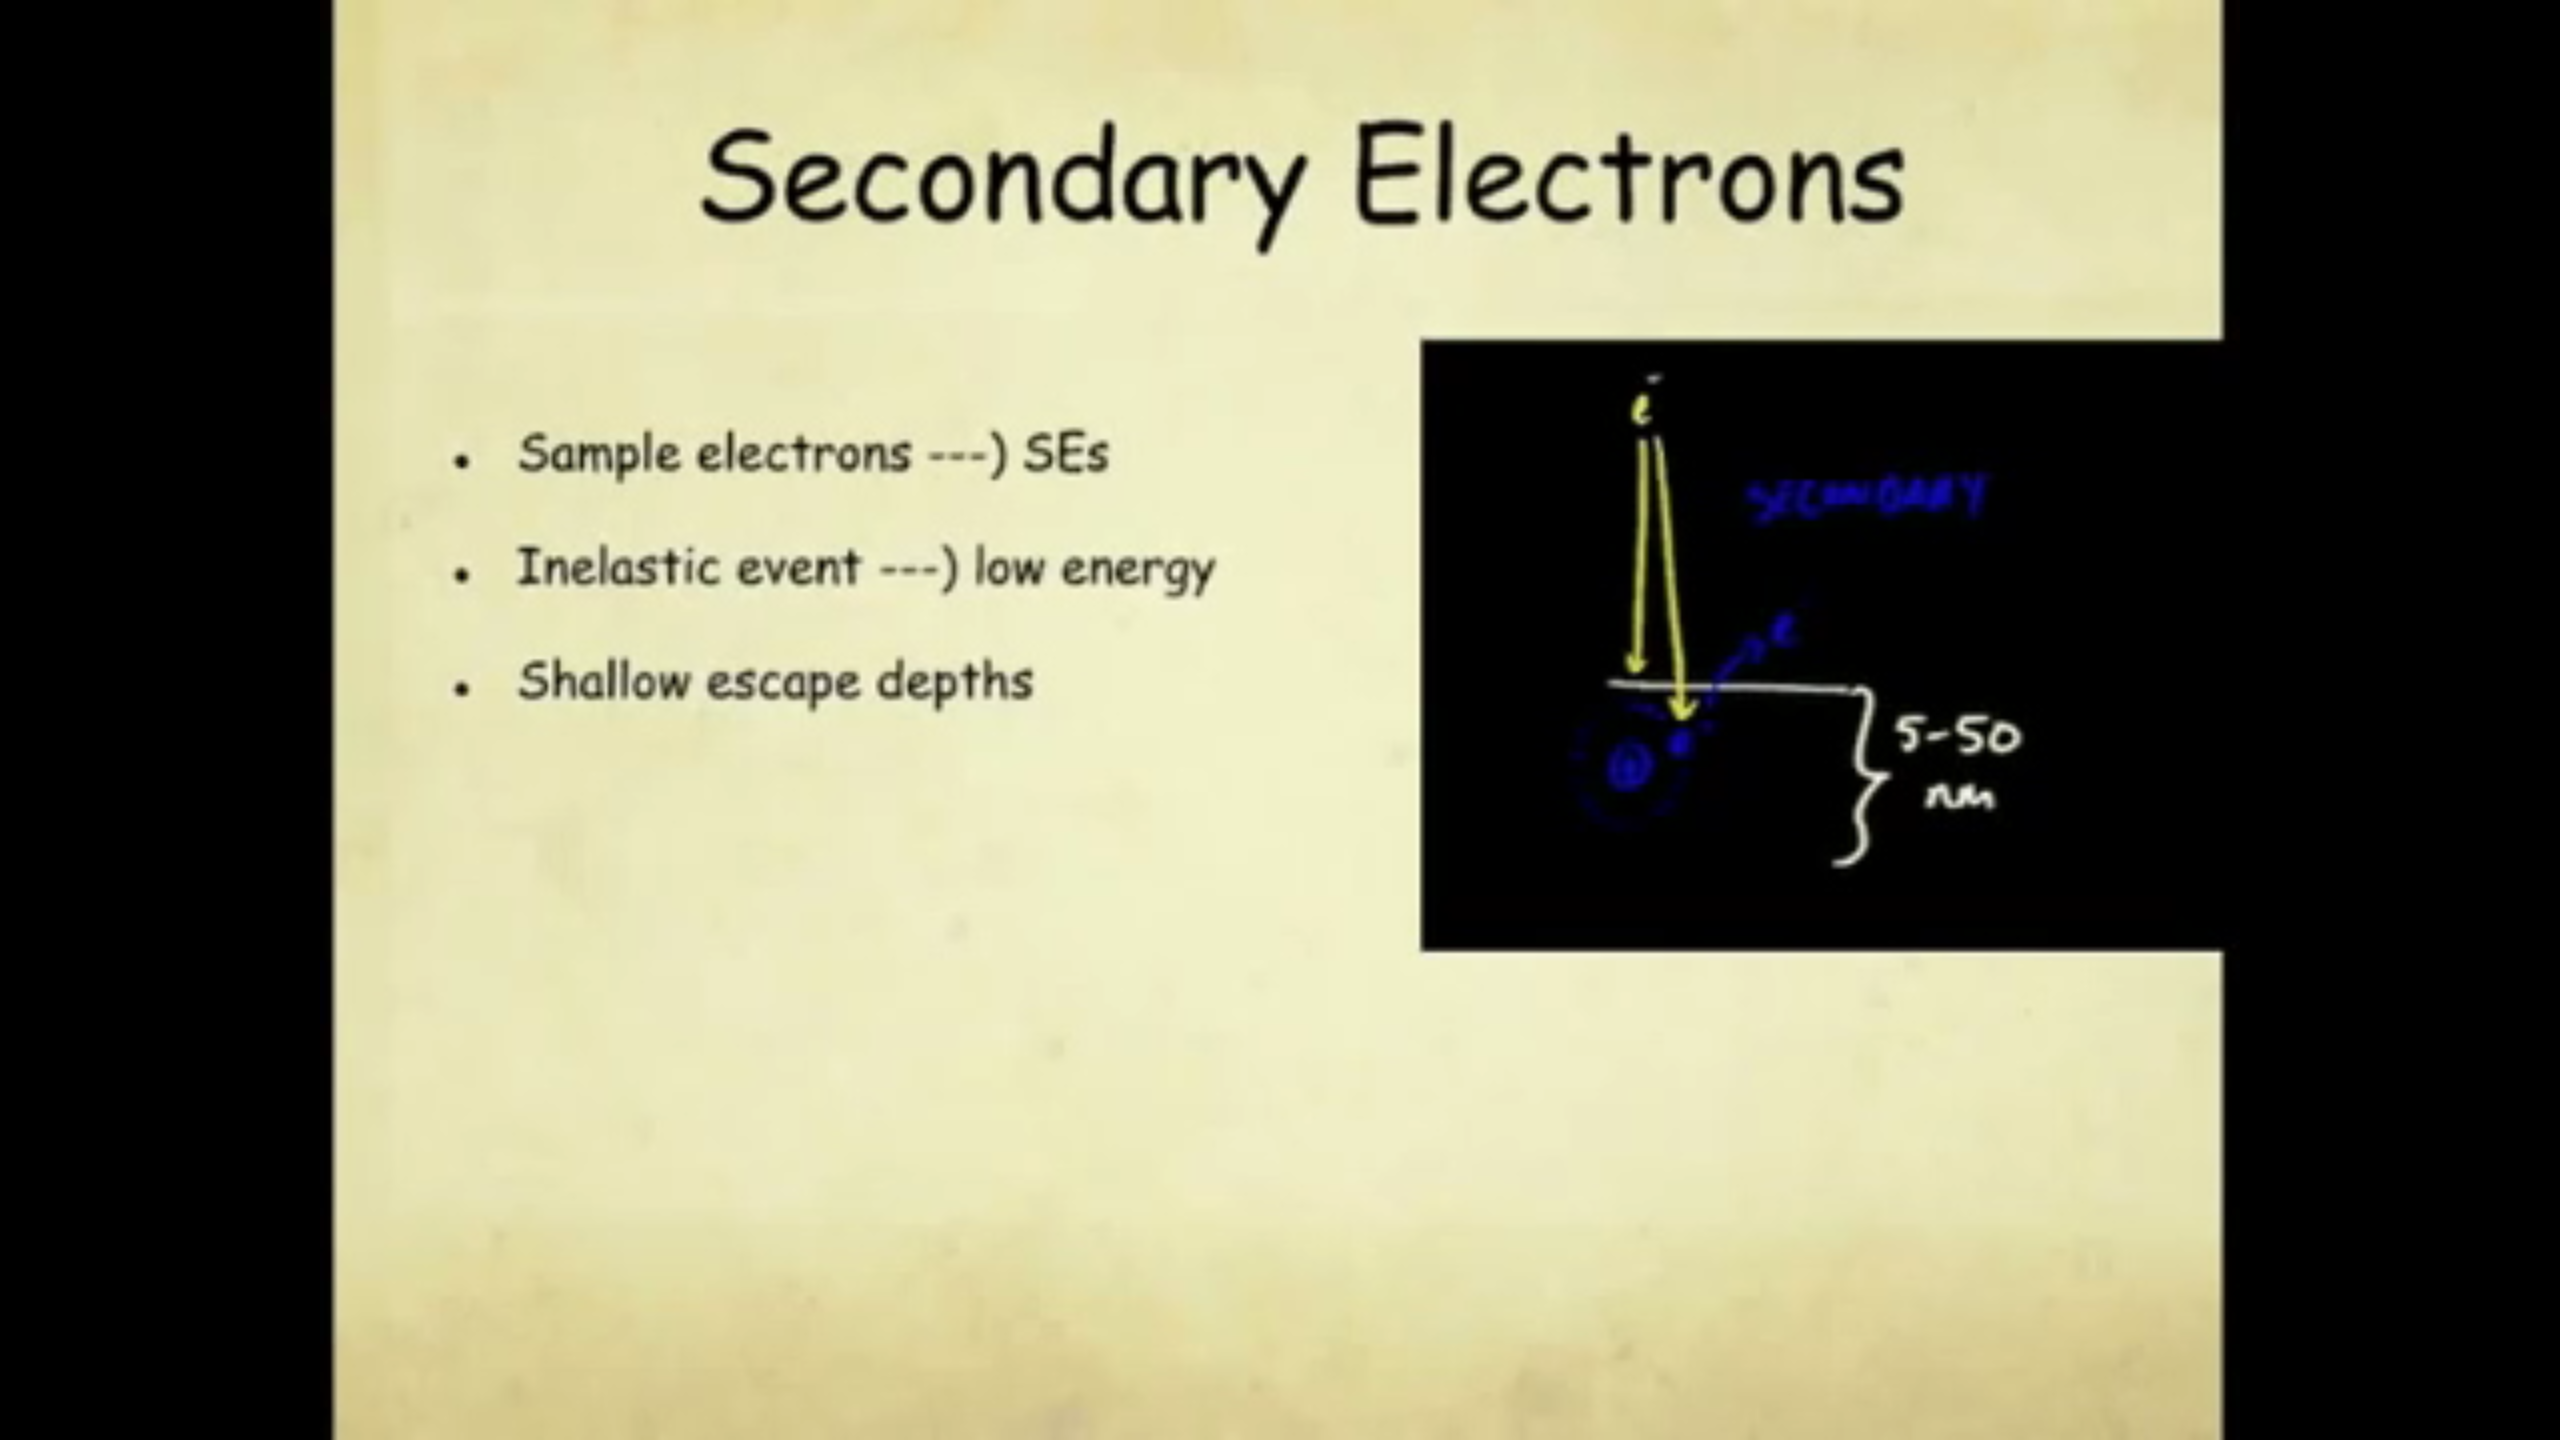 Secondary Electrons
• Sample electrons ---) SEs
• Inelastic event ---) low energy
• Shallow escape depths
e-
SECONDARY
e
5-50
nm